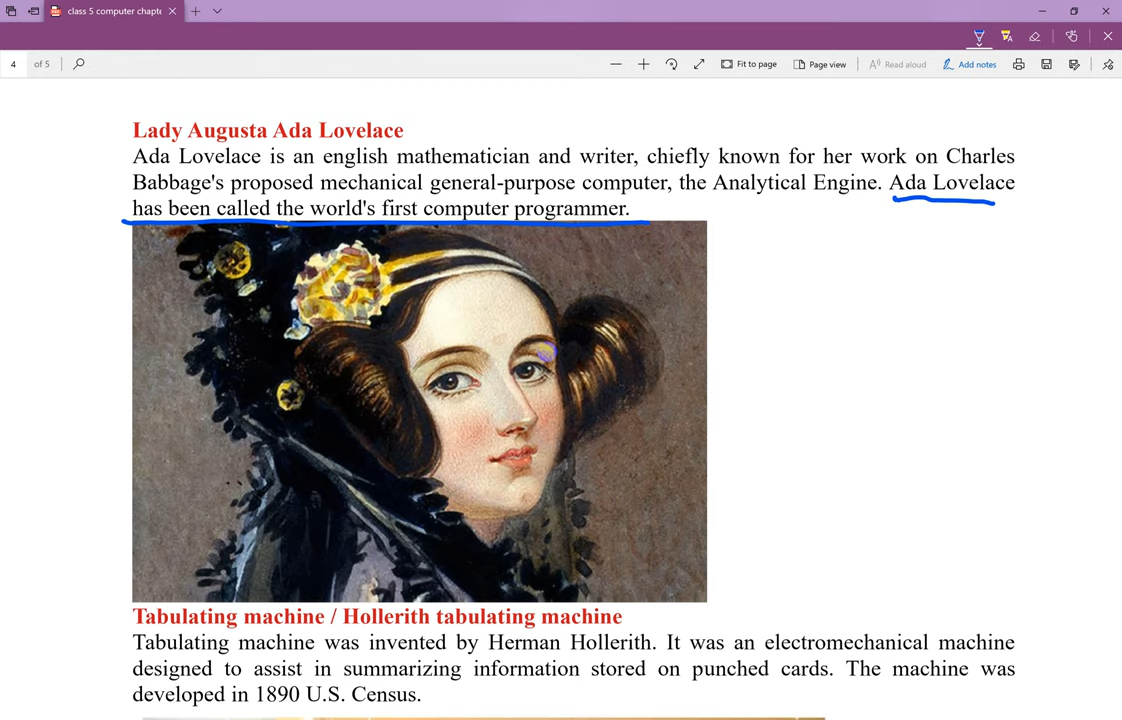 class 5 computer chapte
4 of 5
Fit to page
Page view
Read aloud
Add notes
Lady Augusta Ada Lovelace
Ada Lovelace is an english mathematician and writer, chiefly known for her work on Charles
Babbage's proposed mechanical general-purpose computer, the Analytical Engine. Ada Lovelace
has been called the world's first computer programmer.
Tabulating machine / Hollerith tabulating machine
Tabulating machine was invented by Herman Hollerith. It was an electromechanical machine
designed to assist in summarizing information stored on punched cards. The machine was
developed in 1890 U.S. Census.